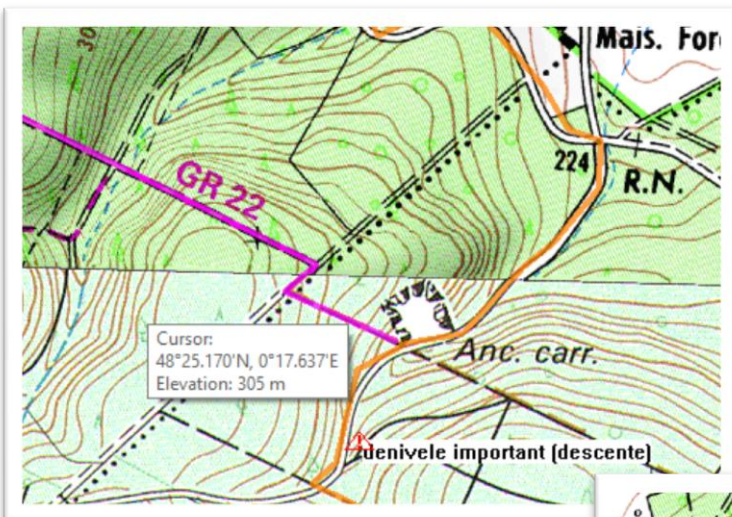 30
Mais. For
GR 22
224
R.N.
Cursor:
48°25.170'N, 0°17.637'E
Elevation: 305 m
Anc. carr.
denivele important (descente)